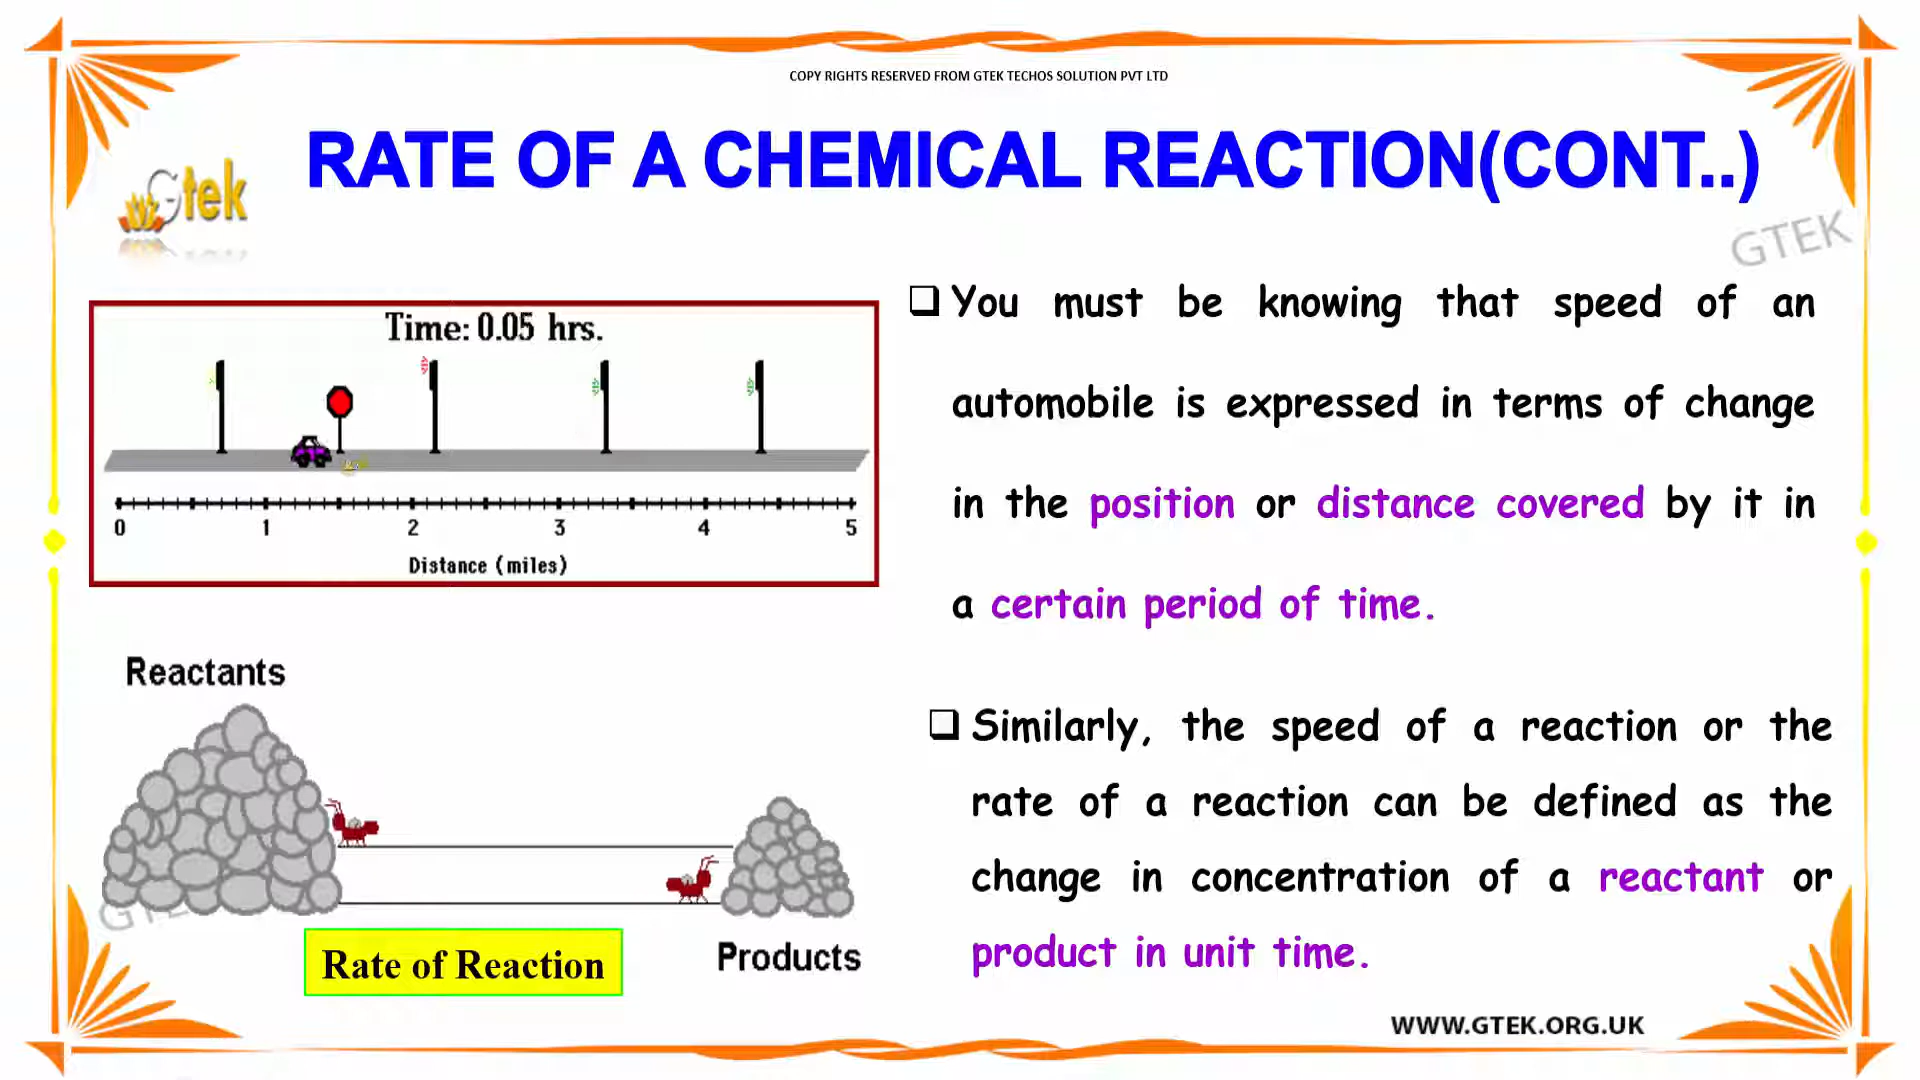 COPY RIGHTS RESERVED FROM GTEK TECHOS SOLUTION PVT LTD
RATE OF A CHEMICAL REACTION(CONT..)
Gtek
GTEK
Time: 0.05 hrs.
0 1 2 3 4 5
Distance (miles)
You must be knowing that speed of an
automobile is expressed in terms of change
in the position or distance covered by it in
a certain period of time.
Reactants
Products
Rate of Reaction
Similarly, the speed of a reaction or the
rate of a reaction can be defined as the
change in concentration of a reactant or
product in unit time.
WWW.GTEK.ORG.UK